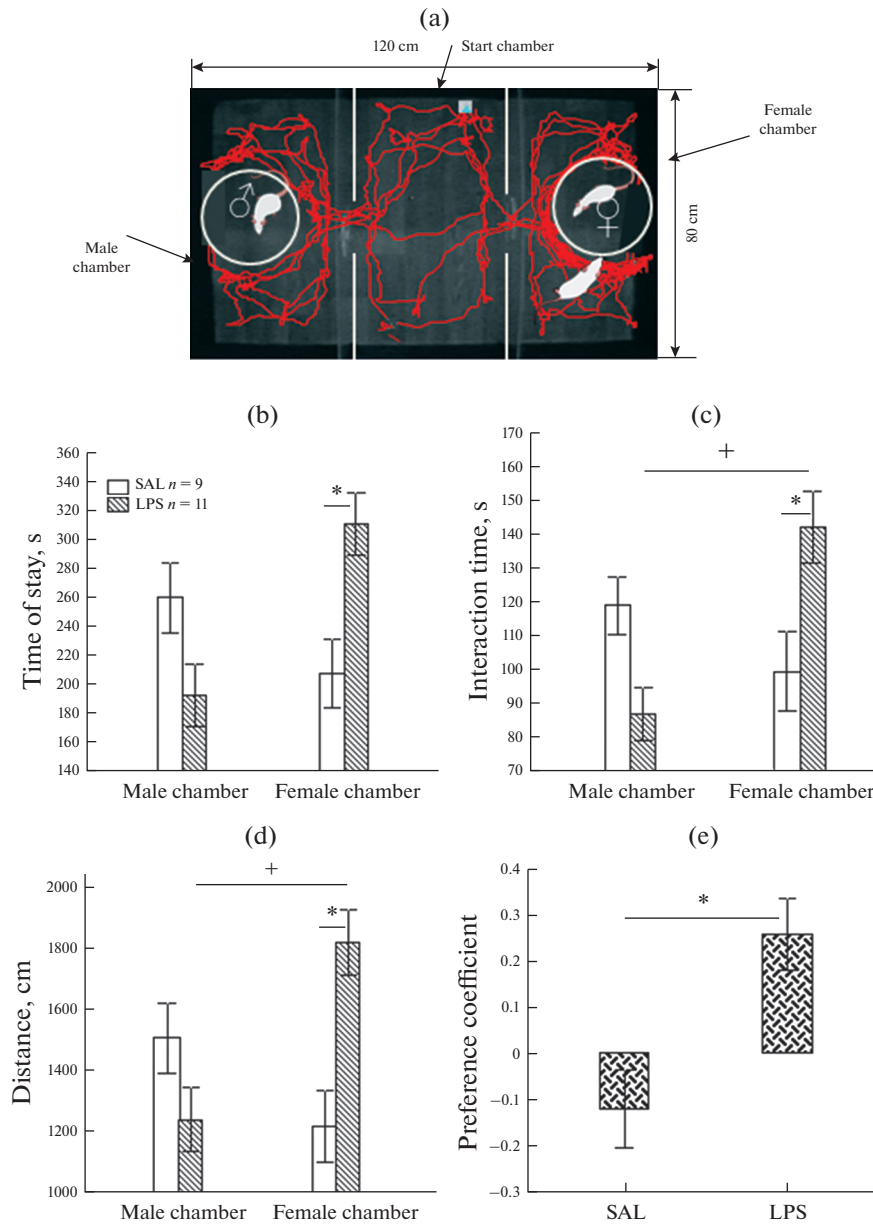 (a)
120 cm
Start chamber
Female
chamber
♂
♀
80 cm
Male
chamber
(b)
Time of stay, s
360
340
320
300
280
260
240
220
200
180
160
140
SAL n = 9
LPS n = 11
*
Male chamber
Female chamber
(c)
Interaction time, s
170
160
150
140
130
120
110
100
90
80
70
+
*
Male chamber
Female chamber
(d)
Distance, cm
2000
1800
1600
1400
1200
1000
+
*
Male chamber
Female chamber
(e)
Preference coefficient
0.4
0.3
0.2
0.1
0
−0.1
−0.2
−0.3
*
SAL
LPS